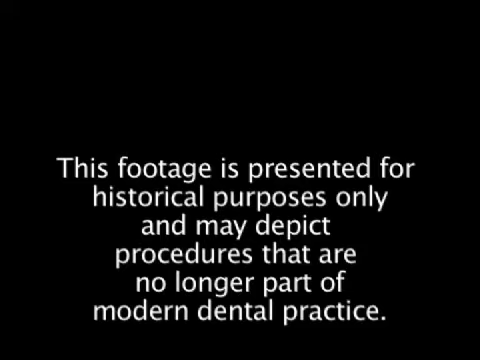 This footage is presented for
historical purposes only
and may depict
procedures that are
no longer part of
modern dental practice.